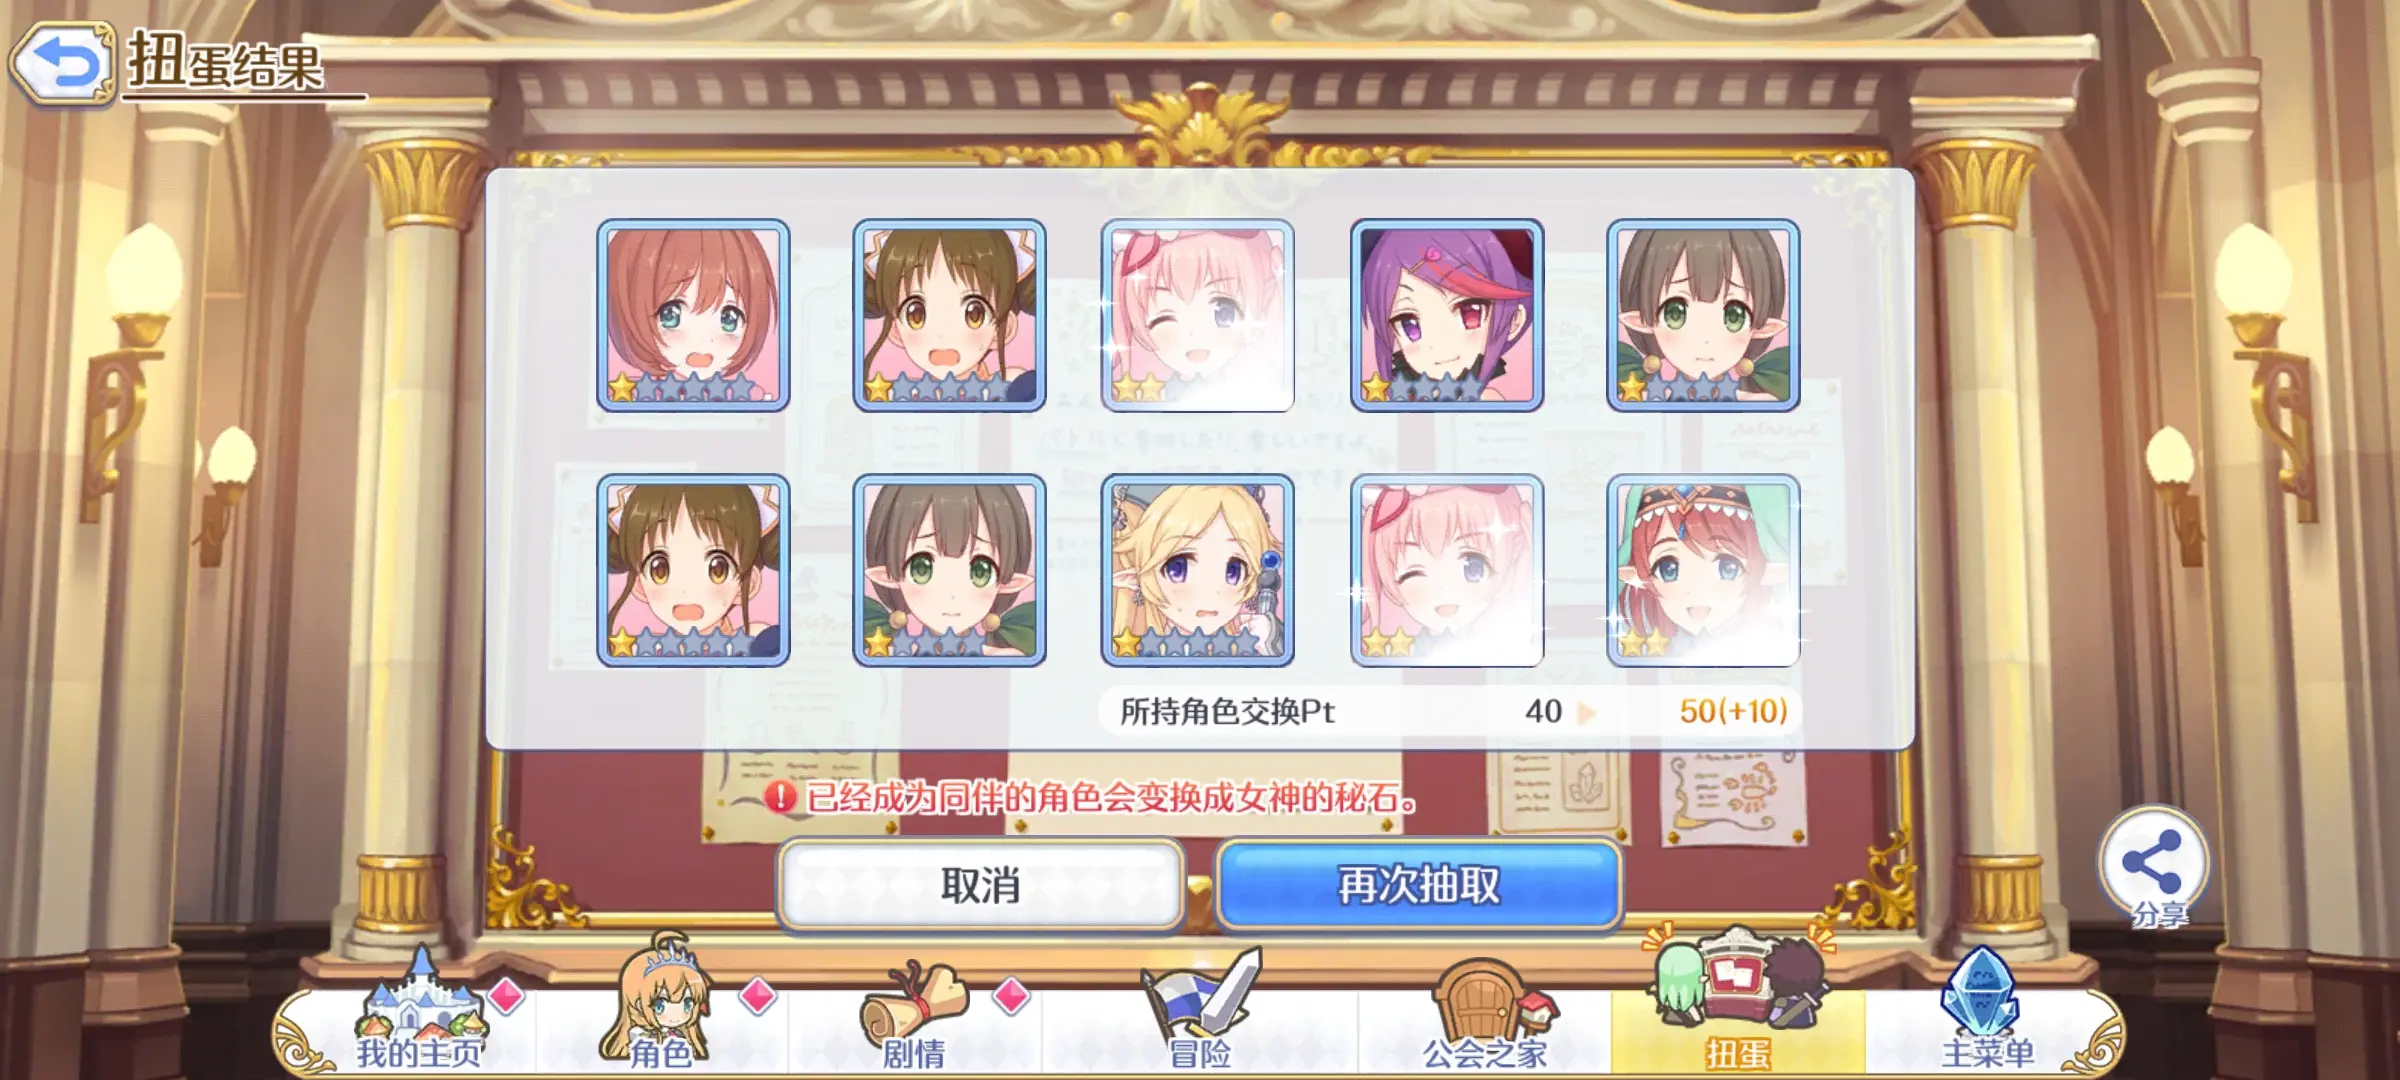 扭蛋结果
所持角色交换Pt 40 50(+10)
已经成为同伴的角色会变换成女神的秘石。
取消
再次抽取
分享
我的主页
角色
剧情
冒险
公会之家
扭蛋
主菜单